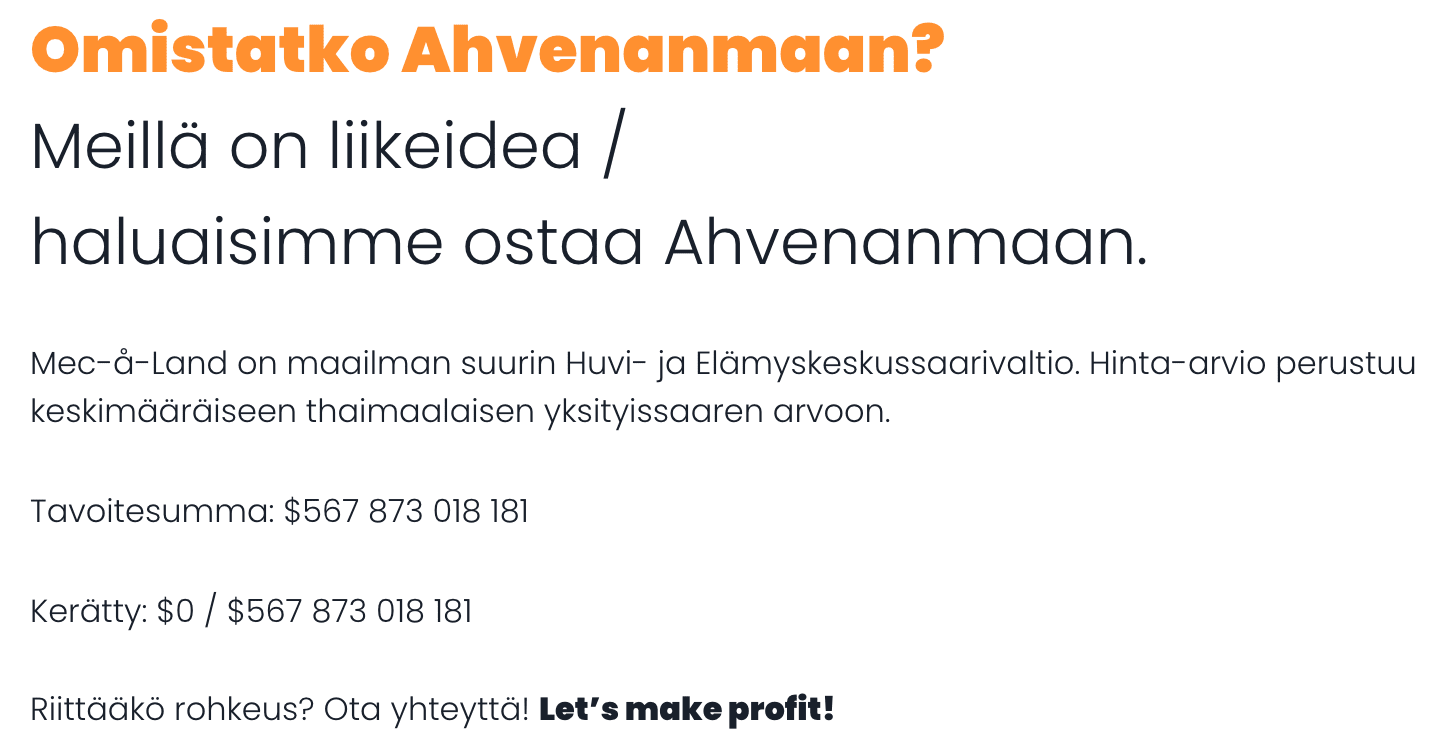 Omistatko Ahvenanmaan?
Meillä on liikeidea /
haluaisimme ostaa Ahvenanmaan.
Mec-å-Land on maailman suurin Huvi- ja Elämyskeskussaarivaltio. Hinta-arvio perustuu
keskimääräiseen thaimaalaisen yksityissaaren arvoon.
Tavoitesumma: $567 873 018 181
Kerätty: $0 / $567 873 018 181
Riittääkö rohkeus? Ota yhteyttä! Let’s make profit!